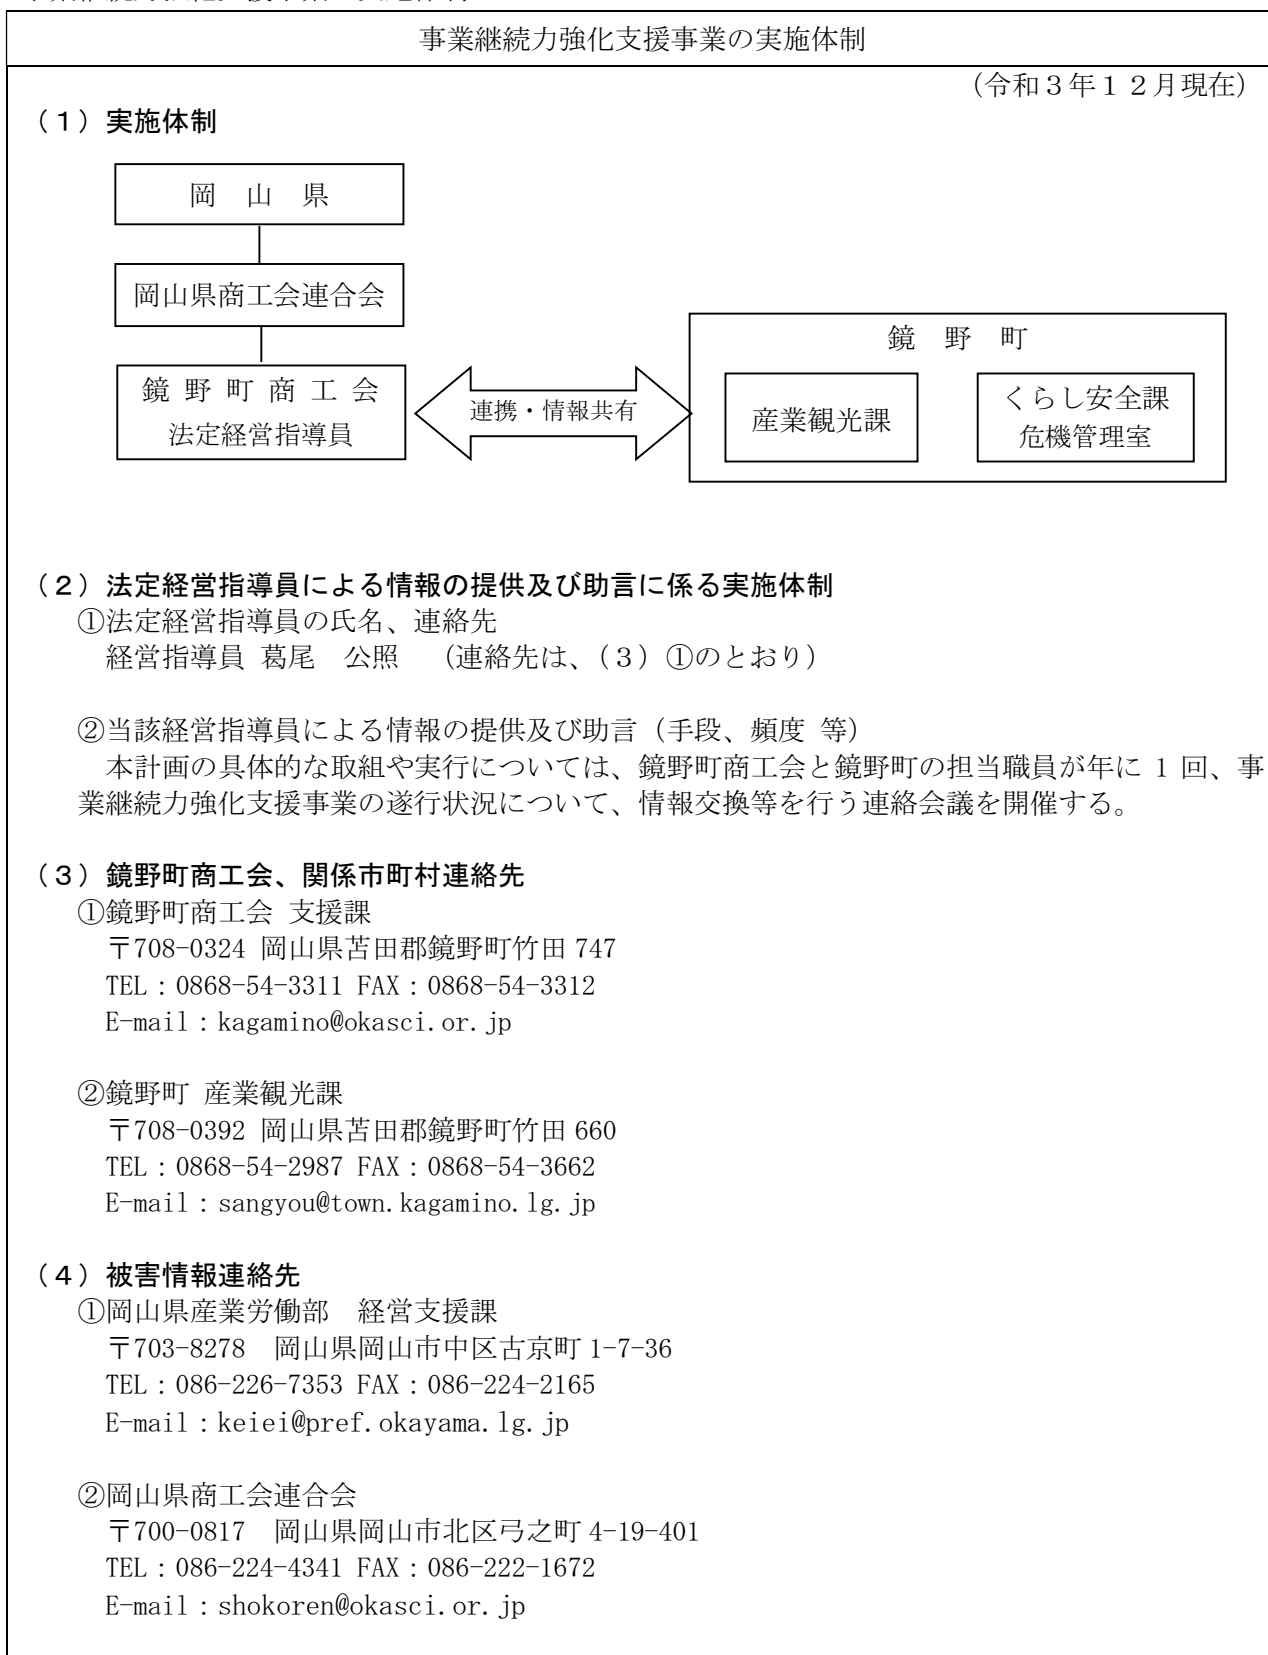 事業継続力強化支援事業の実施体制
（令和３年１２月現在）
（１）実施体制
岡　山　県
岡山県商工会連合会
鏡 野 町 商 工 会
法定経営指導員
連携・情報共有
鏡　野　町
産業観光課
くらし安全課
危機管理室
（２）法定経営指導員による情報の提供及び助言に係る実施体制
①法定経営指導員の氏名、連絡先
経営指導員 葛尾　公照　（連絡先は、（３）①のとおり）
②当該経営指導員による情報の提供及び助言（手段、頻度 等）
本計画の具体的な取組や実行については、鏡野町商工会と鏡野町の担当職員が年に 1 回、事
業継続力強化支援事業の遂行状況について、情報交換等を行う連絡会議を開催する。
（３）鏡野町商工会、関係市町村連絡先
①鏡野町商工会 支援課
〒708-0324 岡山県苫田郡鏡野町竹田 747
TEL：0868-54-3311 FAX：0868-54-3312
E-mail：kagamino@okasci.or.jp
②鏡野町 産業観光課
〒708-0392 岡山県苫田郡鏡野町竹田 660
TEL：0868-54-2987 FAX：0868-54-3662
E-mail：sangyou@town.kagamino.lg.jp
（４）被害情報連絡先
①岡山県産業労働部　経営支援課
〒703-8278　岡山県岡山市中区古京町 1-7-36
TEL：086-226-7353 FAX：086-224-2165
E-mail：keiei@pref.okayama.lg.jp
②岡山県商工会連合会
〒700-0817　岡山県岡山市北区弓之町 4-19-401
TEL：086-224-4341 FAX：086-222-1672
E-mail：shokoren@okasci.or.jp